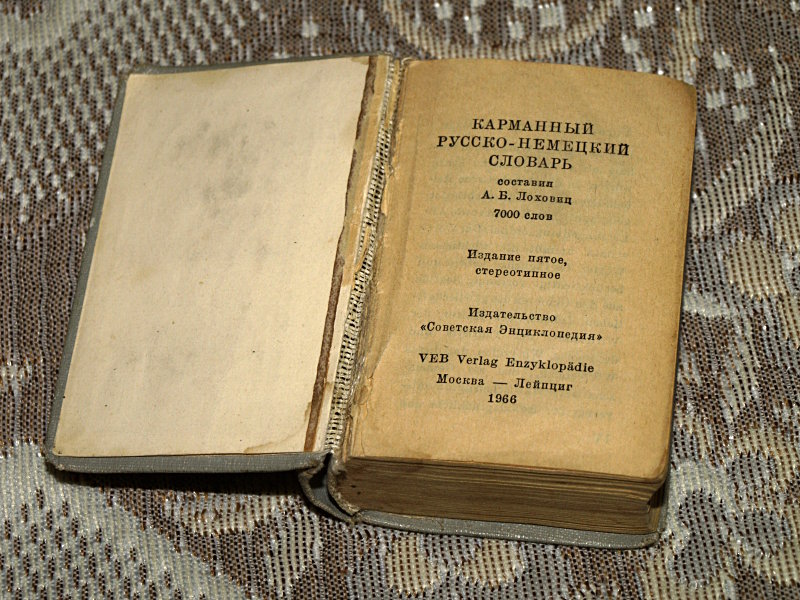 КАРМАННЫЙ
РУССКО-НЕМЕЦКИЙ
СЛОВАРЬ
составил
А. Б. Лоховиц
7000 слов
Издание пятое,
стереотипное
Издательство
«Советская Энциклопедия»
VEB Verlag Enzyklopädie
Москва — Лейпциг
1966